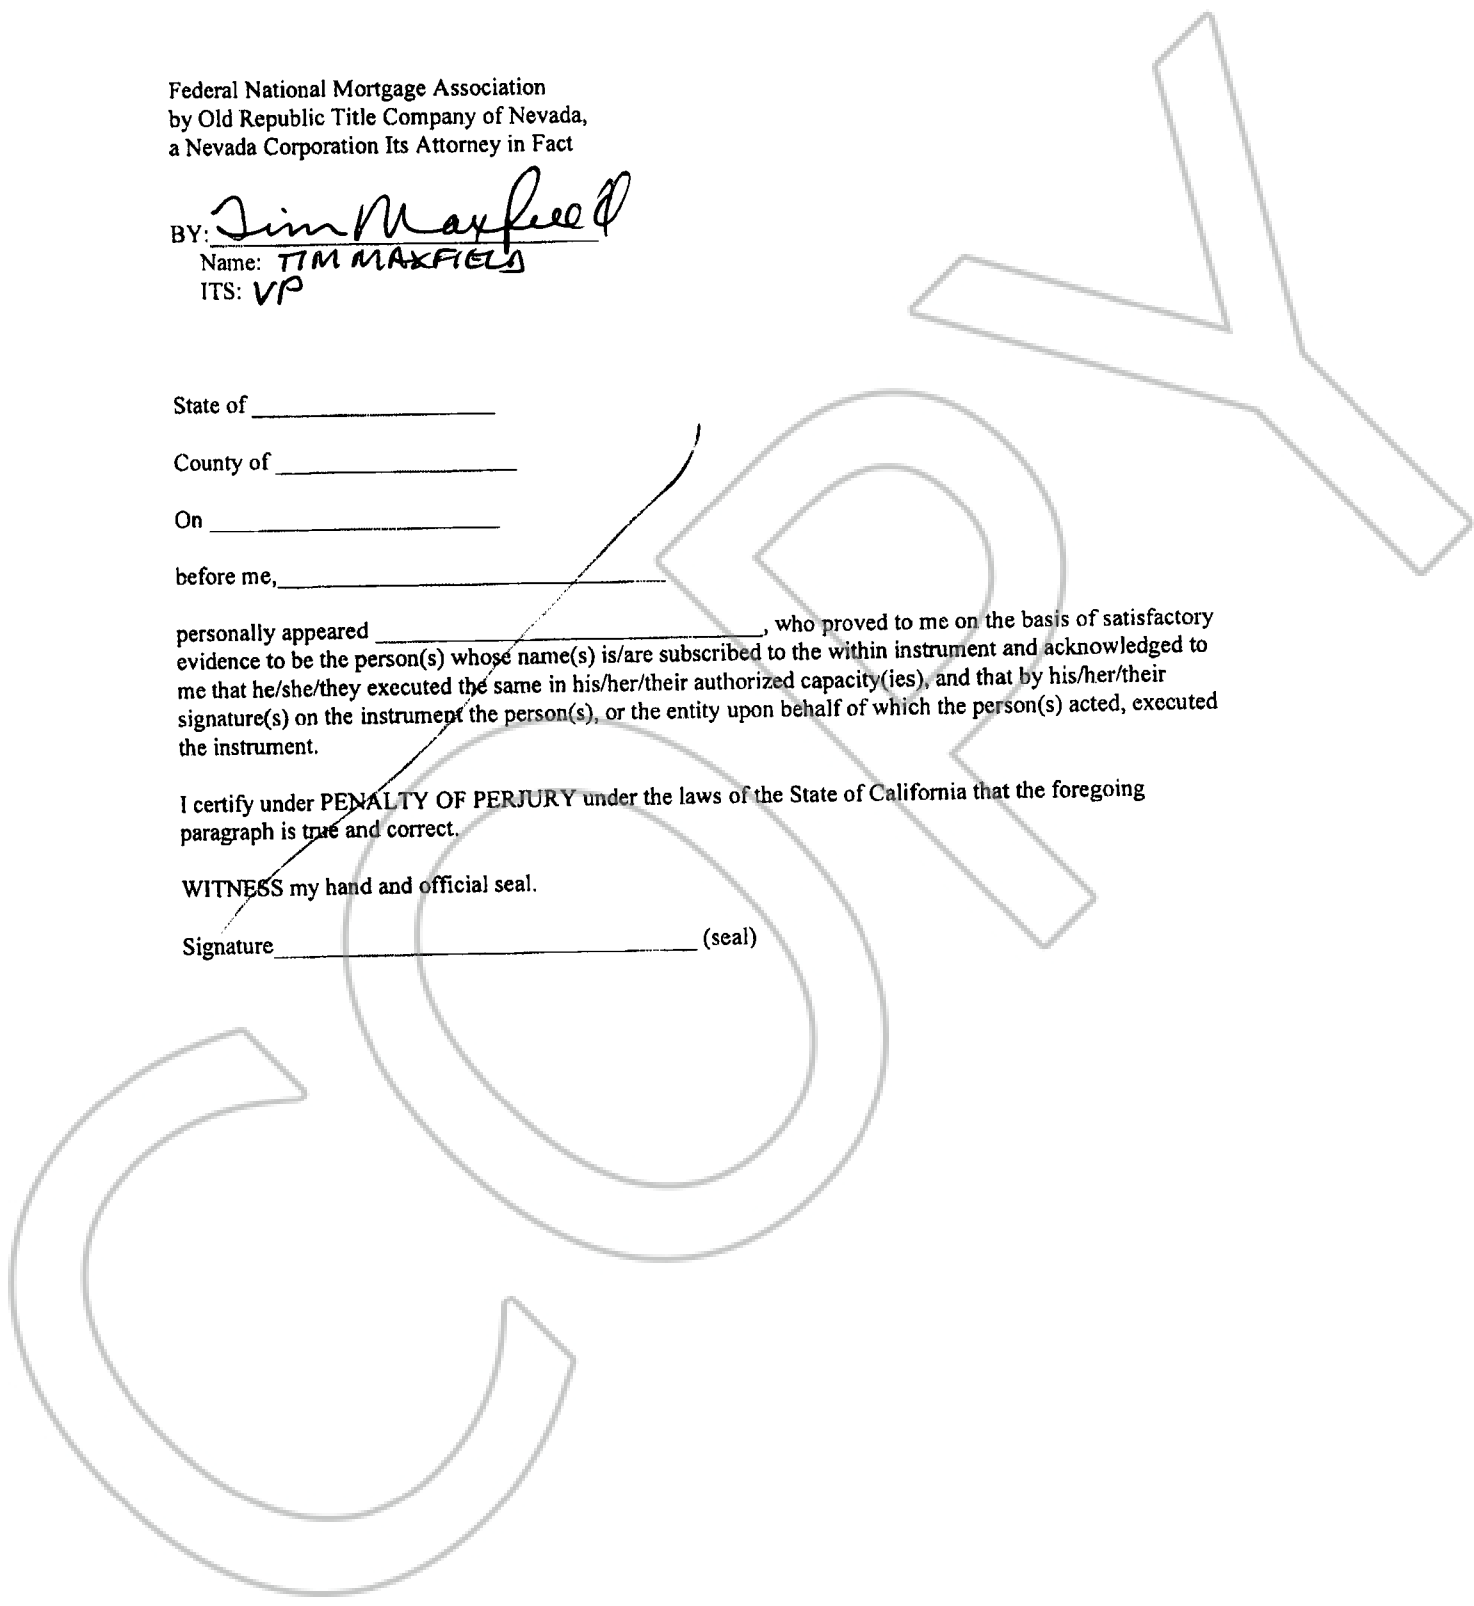 Federal National Mortgage Association
by Old Republic Title Company of Nevada,
a Nevada Corporation Its Attorney in Fact
BY: Tim Maxfield
Name: TIM MAXFIELD
ITS: VP
State of
County of
On
before me,
personally appeared , who proved to me on the basis of satisfactory
evidence to be the person(s) whose name(s) is/are subscribed to the within instrument and acknowledged to
me that he/she/they executed the same in his/her/their authorized capacity(ies), and that by his/her/their
signature(s) on the instrument the person(s), or the entity upon behalf of which the person(s) acted, executed
the instrument.
I certify under PENALTY OF PERJURY under the laws of the State of California that the foregoing
paragraph is true and correct.
WITNESS my hand and official seal.
Signature (seal)
COPY